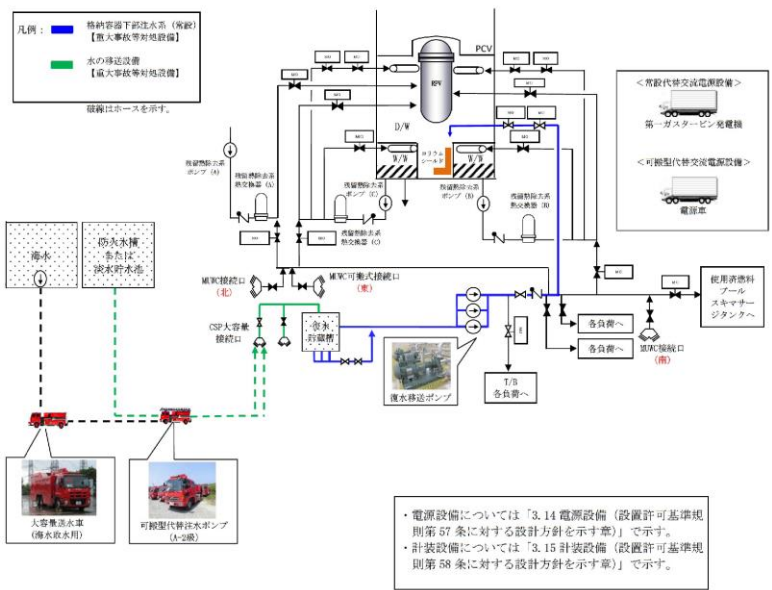 凡例：
格納容器下部注水系（常設）
【重大事故等対処設備】
水の移送設備
【重大事故等対処設備】
破線はホースを示す。
PCV
RPV
D/W
W/W
W/W
コリウム
シールド
MO
MO
MO
MO
MO
MO
MO
MO
MO
MO
残留熱除去系
ポンプ（A）
残留熱除去系
熱交換器（A）
残留熱除去系
ポンプ（C）
残留熱除去系
熱交換器（C）
残留熱除去系
ポンプ（B）
残留熱除去系
熱交換器（B）
＜常設代替交流電源設備＞
第一ガスタービン発電機
＜可搬型代替交流電源設備＞
電源車
海水
防火水槽
または
淡水貯水池
MUWC接続口
（北）
MUWC可搬式接続口
（東）
CSP大容量
接続口
復水
貯蔵槽
復水移送ポンプ
T/B
各負荷へ
各負荷へ
各負荷へ
MUWC接続口
（南）
使用済燃料
プール
スキマサー
ジタンクへ
大容量送水車
（海水取水用）
可搬型代替注水ポンプ
（A-2級）
・電源設備については「3.14 電源設備（設置許可基準規
則第 57 条に対する設計方針を示す章）」で示す。
・計装設備については「3.15 計装設備（設置許可基準規
則第 58 条に対する設計方針を示す章）」で示す。